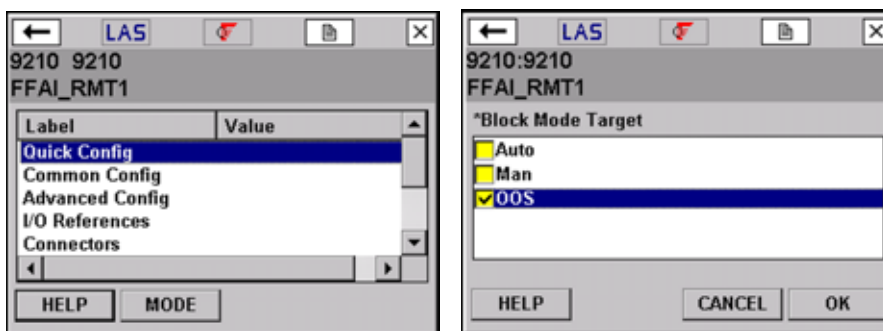 LAS
9210 9210
FFAI_RMT1
Label Value
Quick Config
Common Config
Advanced Config
I/O References
Connectors
HELP MODE
LAS
9210:9210
FFAI_RMT1
*Block Mode Target
Auto
Man
OOS
HELP CANCEL OK